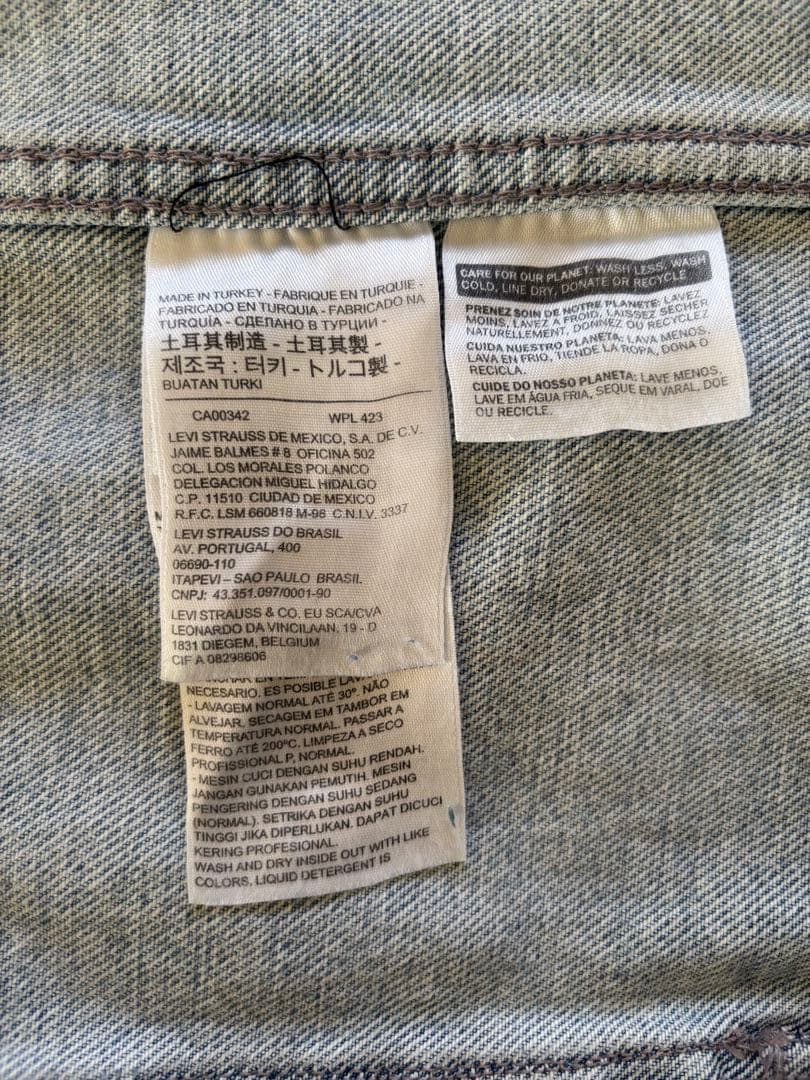 MADE IN TURKEY - FABRIQUE EN TURQUIE -
FABRICADO EN TURQUIA - FABRICADO NA
TURQUÍA - СДЕЛАНО В ТУРЦИИ -
土耳其制造 - 土耳其製 -
제조국 : 터키 - トルコ製 -
BUATAN TURKI
CA00342 WPL 423
LEVI STRAUSS DE MEXICO, S.A. DE C.V.
JAIME BALMES # 8 OFICINA 502
COL. LOS MORALES POLANCO
DELEGACION MIGUEL HIDALGO
C.P. 11510 CIUDAD DE MEXICO
R.F.C. LSM 660818 M-98 C.N.I.V. 3337
LEVI STRAUSS DO BRASIL
AV. PORTUGAL, 400
06690-110
ITAPEVI – SAO PAULO BRASIL
CNPJ: 43.351.097/0001-90
LEVI STRAUSS & CO. EU SCA/CVA
LEONARDO DA VINCILAAN, 19 - D
1831 DIEGEM, BELGIUM
CIF A 08298606
NECESARIO. ES POSIBLE
- LAVAGEM NORMAL ATÉ 30º. NÃO
ALVEJAR. SECAGEM EM TAMBOR EM
TEMPERATURA NORMAL. PASSAR A
FERRO ATÉ 200ºC. LIMPEZA A SECO
PROFISSIONAL P, NORMAL.
- MESIN CUCI DENGAN SUHU RENDAH.
JANGAN GUNAKAN PEMUTIH. MESIN
PENGERING DENGAN SUHU SEDANG
(NORMAL). SETRIKA DENGAN SUHU
TINGGI JIKA DIPERLUKAN. DAPAT DICUCI
KERING PROFESIONAL.
WASH AND DRY INSIDE OUT WITH LIKE
COLORS, LIQUID DETERGENT IS
CARE FOR OUR PLANET: WASH LESS, WASH
COLD, LINE DRY, DONATE OR RECYCLE
PRENEZ SOIN DE NOTRE PLANETE: LAVEZ
MOINS, LAVEZ A FROID, LAISSEZ SECHER
NATURELLEMENT, DONNEZ OU RECYCLEZ
CUIDA NUESTRO PLANETA: LAVA MENOS,
LAVA EN FRIO, TIENDE LA ROPA, DONA O
RECICLA.
CUIDE DO NOSSO PLANETA: LAVE MENOS,
LAVE EM ÁGUA FRIA, SEQUE EM VARAL, DOE
OU RECICLE.